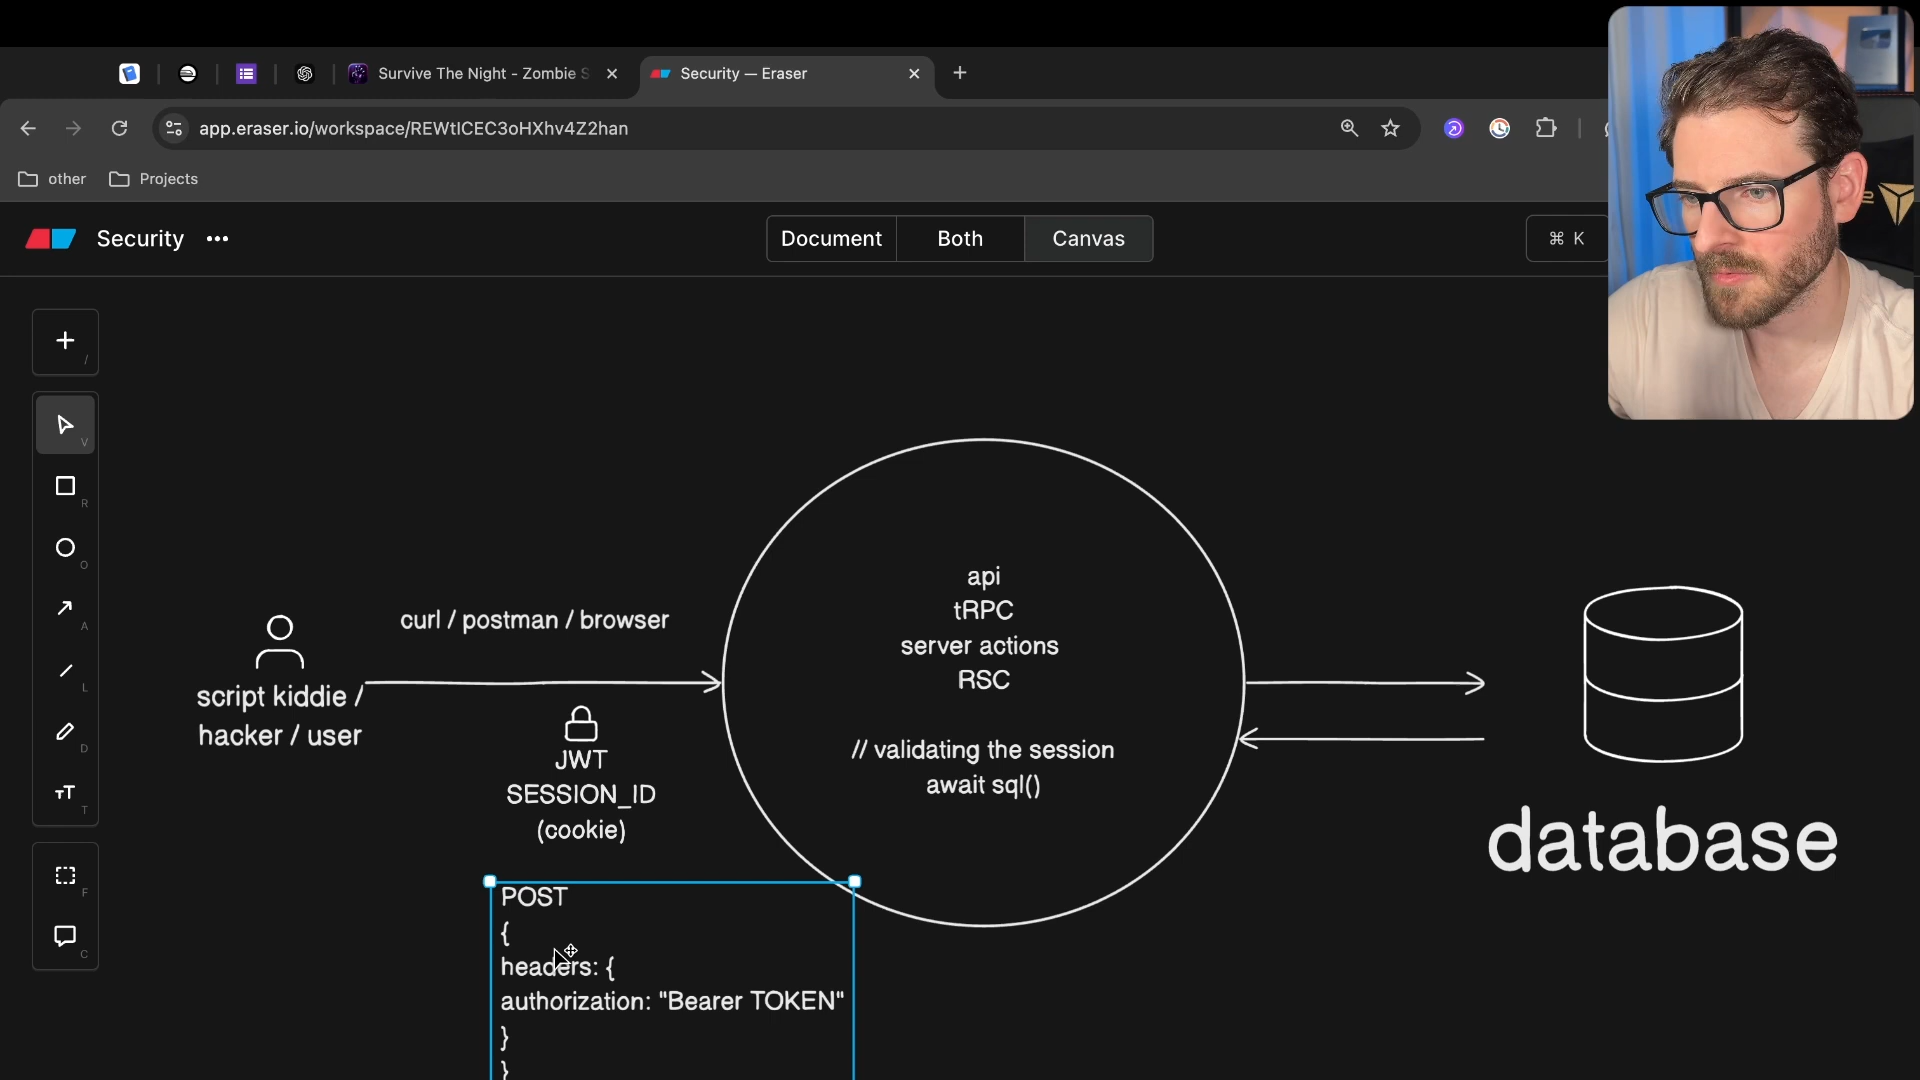 Survive The Night - Zombie S
Security — Eraser
app.eraser.io/workspace/REWtlCEC3oHXhv4Z2han
other
Projects
Security
Document
Both
Canvas
⌘ K
/
V
R
O
A
L
D
T
F
C
curl / postman / browser
script kiddie /
hacker / user
JWT
SESSION_ID
(cookie)
api
tRPC
server actions
RSC
// validating the session
await sql()
database
POST
{
headers: {
authorization: "Bearer TOKEN"
}
}